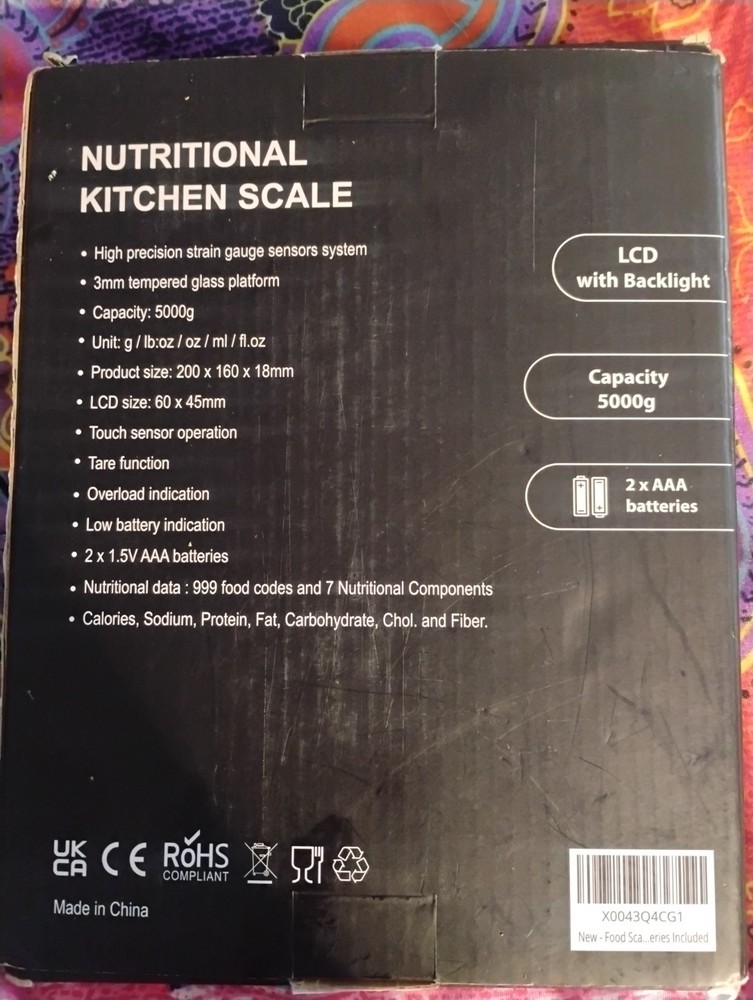 NUTRITIONAL
KITCHEN SCALE
• High precision strain gauge sensors system
• 3mm tempered glass platform
• Capacity: 5000g
• Unit: g / lb:oz / oz / ml / fl.oz
• Product size: 200 x 160 x 18mm
• LCD size: 60 x 45mm
• Touch sensor operation
• Tare function
• Overload indication
• Low battery indication
• 2 x 1.5V AAA batteries
• Nutritional data : 999 food codes and 7 Nutritional Components
• Calories, Sodium, Protein, Fat, Carbohydrate, Chol. and Fiber.
LCD
with Backlight
Capacity
5000g
2 x AAA
batteries
UK
CA
CE
RoHS
COMPLIANT
Made in China
X0043Q4CG1
New - Food Sca...eries Included